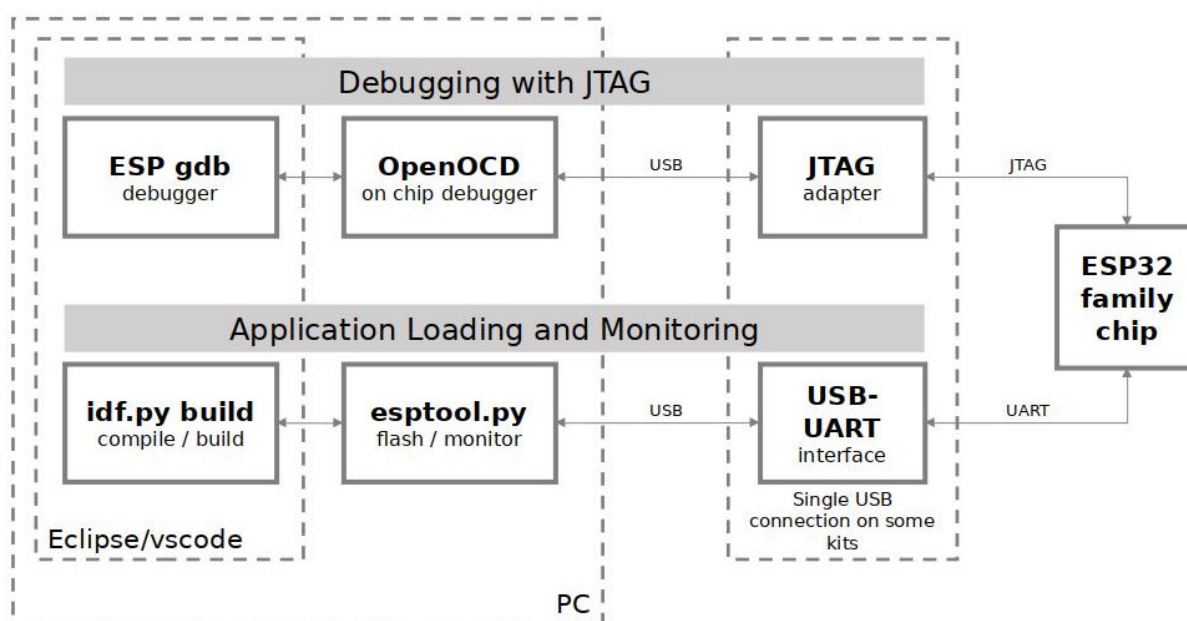 Debugging with JTAG
ESP gdb
debugger
OpenOCD
on chip debugger
USB
JTAG
adapter
JTAG
ESP32
family
chip
Application Loading and Monitoring
idf.py build
compile / build
esptool.py
flash / monitor
USB
USB-
UART
interface
UART
Single USB
connection on some
kits
Eclipse/vscode
PC